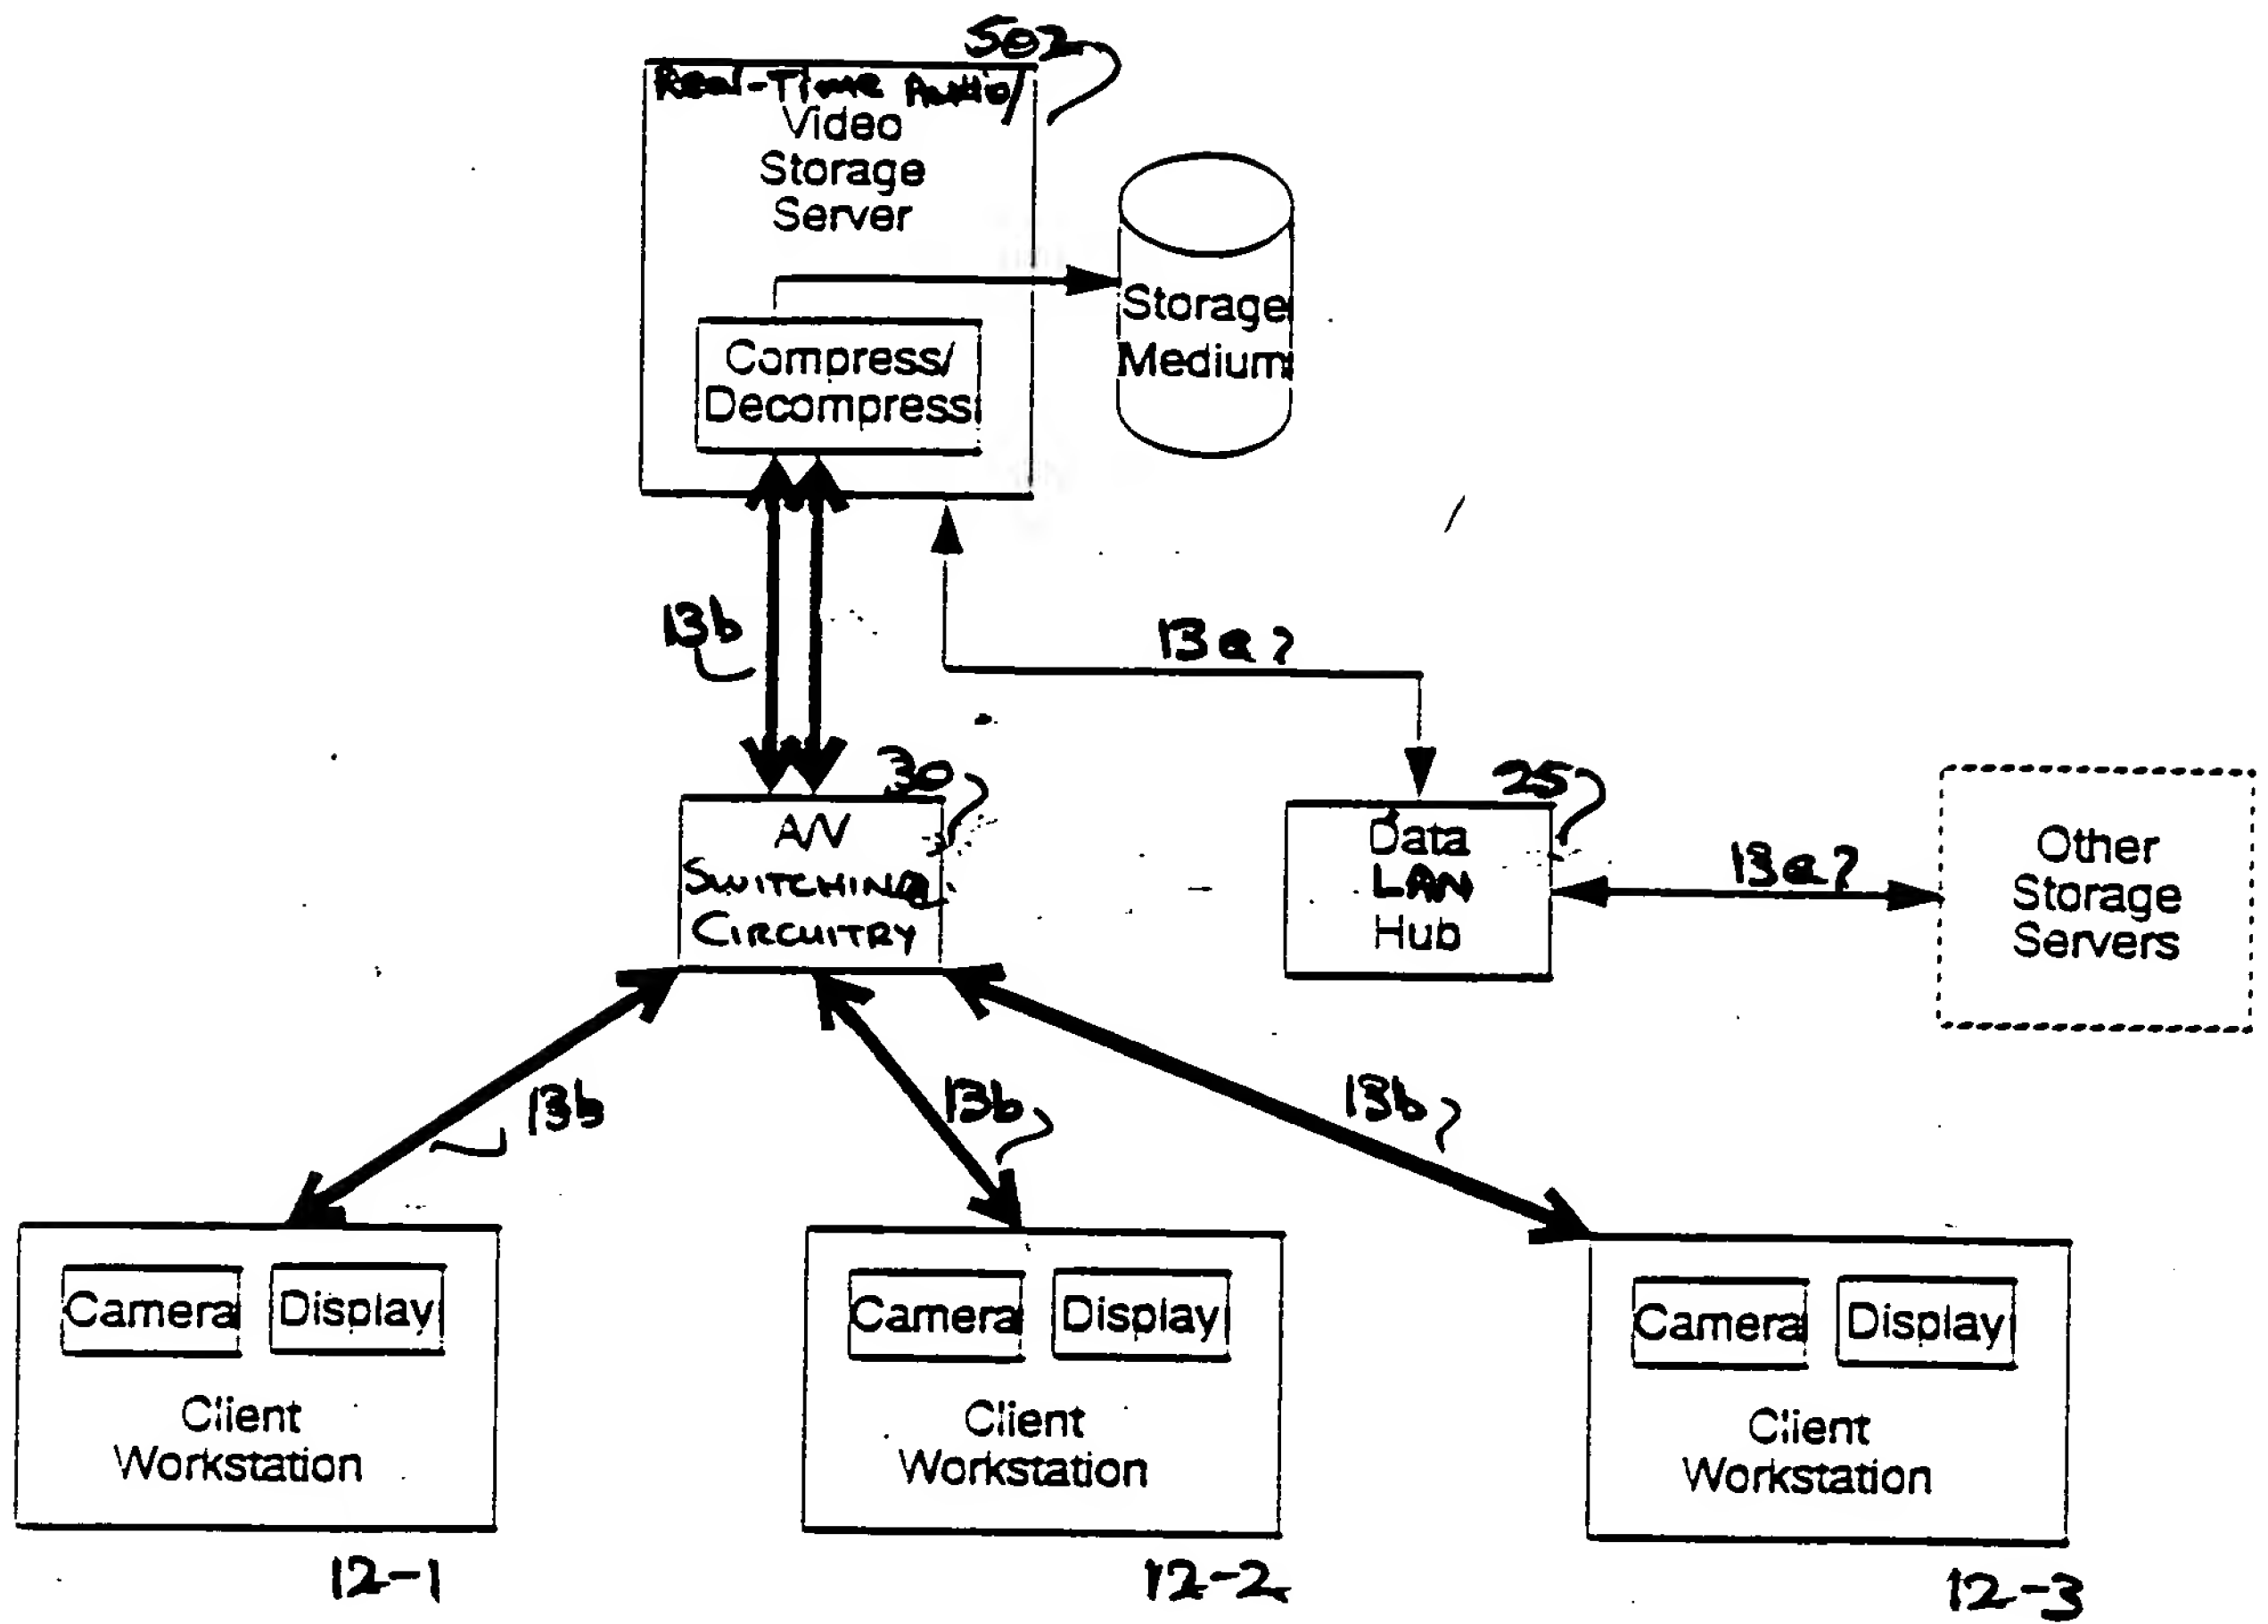 502
Real-Time Audio/
Video
Storage
Server
Storage
Medium
Compress/
Decompress
13b
13a
30
25
A/V
SWITCHING
CIRCUITRY
Data
LAN
Hub
13a
Other
Storage
Servers
13b
13b
13b
Camera Display
Client
Workstation
12-1
Camera Display
Client
Workstation
12-2
Camera Display
Client
Workstation
12-3